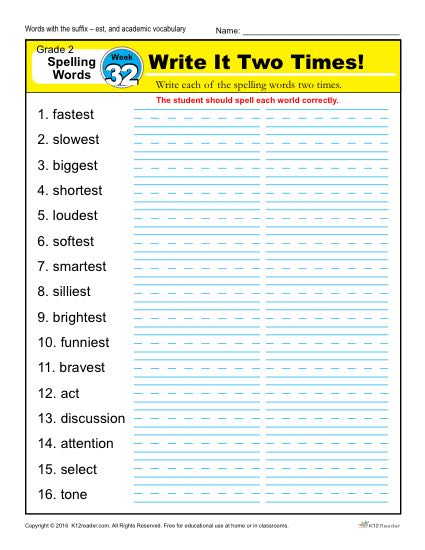 Words with the suffix – est, and academic vocabulary
Name:
Grade 2
Spelling
Words
Week
32
Write It Two Times!
Write each of the spelling words two times.
The student should spell each world correctly.
1. fastest
2. slowest
3. biggest
4. shortest
5. loudest
6. softest
7. smartest
8. silliest
9. brightest
10. funniest
11. bravest
12. act
13. discussion
14. attention
15. select
16. tone
Copyright © 2016 K12reader.com. All Rights Reserved. Free for educational use at home or in classrooms.
K12Reader